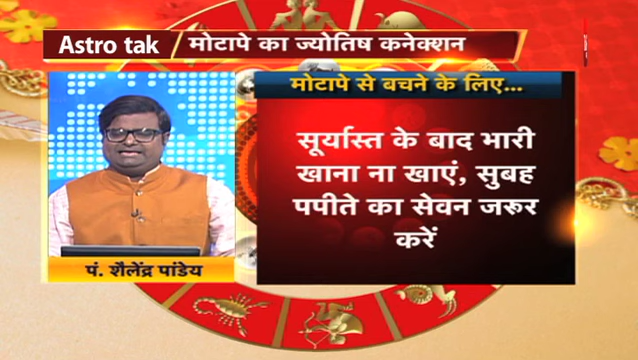 Astro tak मोटापे का ज्योतिष कनेक्शन
मोटापे से बचने के लिए...
सूर्यास्त के बाद भारी
खाना ना खाएं, सुबह
पपीते का सेवन जरूर
करें
पं. शैलेंद्र पांडेय